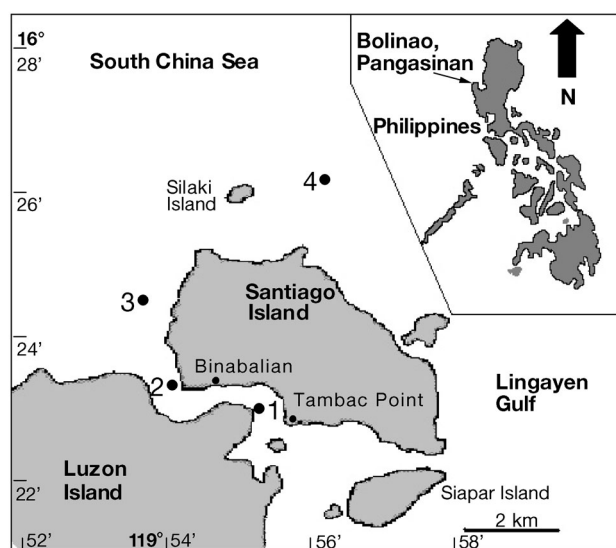 16°
28'
South China Sea
Bolinao,
Pangasinan
N
Philippines
4
Silaki
Island
26'
3
Santiago
Island
24'
Binabalian
2
Tambac Point
Lingayen
Gulf
1
Luzon
Island
22'
Siapar Island
2 km
52'
119° 54'
56'
58'